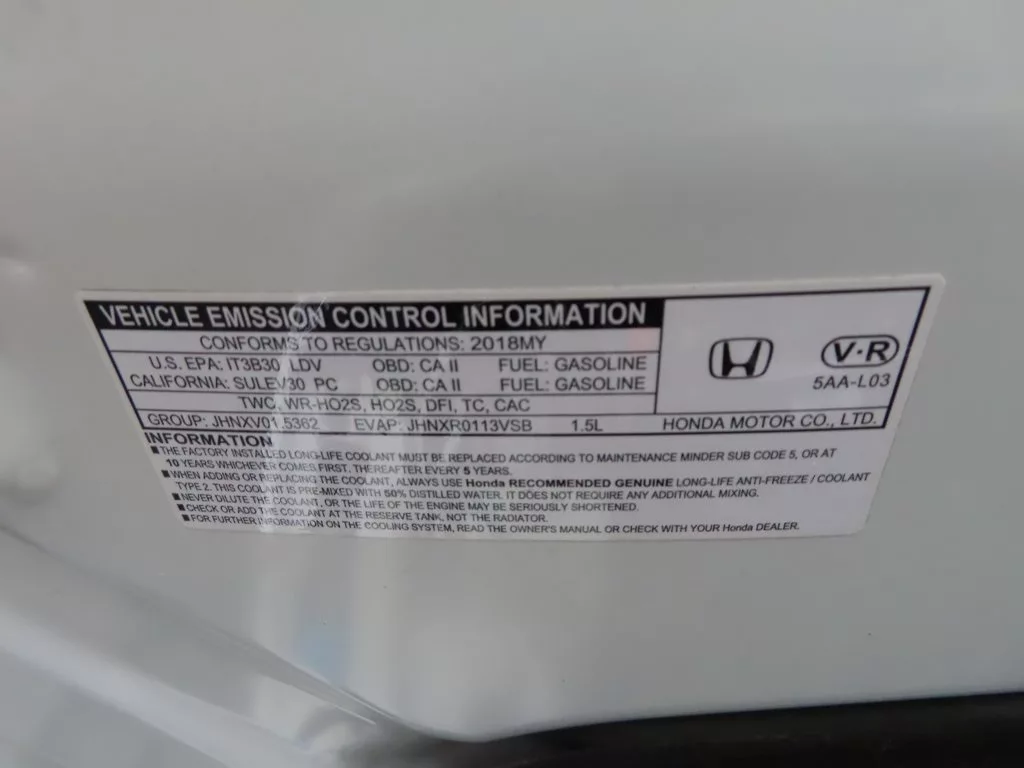 VEHICLE EMISSION CONTROL INFORMATION
CONFORMS TO REGULATIONS: 2018MY
U.S. EPA: IT3B30 LDV OBD: CA II FUEL: GASOLINE
CALIFORNIA: SULEV30 PC OBD: CA II FUEL: GASOLINE
TWC, WR-HO2S, HO2S, DFI, TC, CAC
GROUP: JHNXV01.5362 EVAP: JHNXR0113VSB 1.5L
V-R
5AA-L03
HONDA MOTOR CO., LTD.
INFORMATION
■THE FACTORY INSTALLED LONG-LIFE COOLANT MUST BE REPLACED ACCORDING TO MAINTENANCE MINDER SUB CODE 5, OR AT
10 YEARS WHICHEVER COMES FIRST, THEREAFTER EVERY 5 YEARS.
■WHEN ADDING OR REPLACING THE COOLANT, ALWAYS USE Honda RECOMMENDED GENUINE LONG-LIFE ANTI-FREEZE / COOLANT
TYPE 2. THIS COOLANT IS PRE-MIXED WITH 50% DISTILLED WATER. IT DOES NOT REQUIRE ANY ADDITIONAL MIXING.
■NEVER DILUTE THE COOLANT, OR THE LIFE OF THE ENGINE MAY BE SERIOUSLY SHORTENED.
■CHECK OR ADD THE COOLANT AT THE RESERVE TANK, NOT THE RADIATOR.
■FOR FURTHER INFORMATION ON THE COOLING SYSTEM, READ THE OWNER'S MANUAL OR CHECK WITH YOUR Honda DEALER.